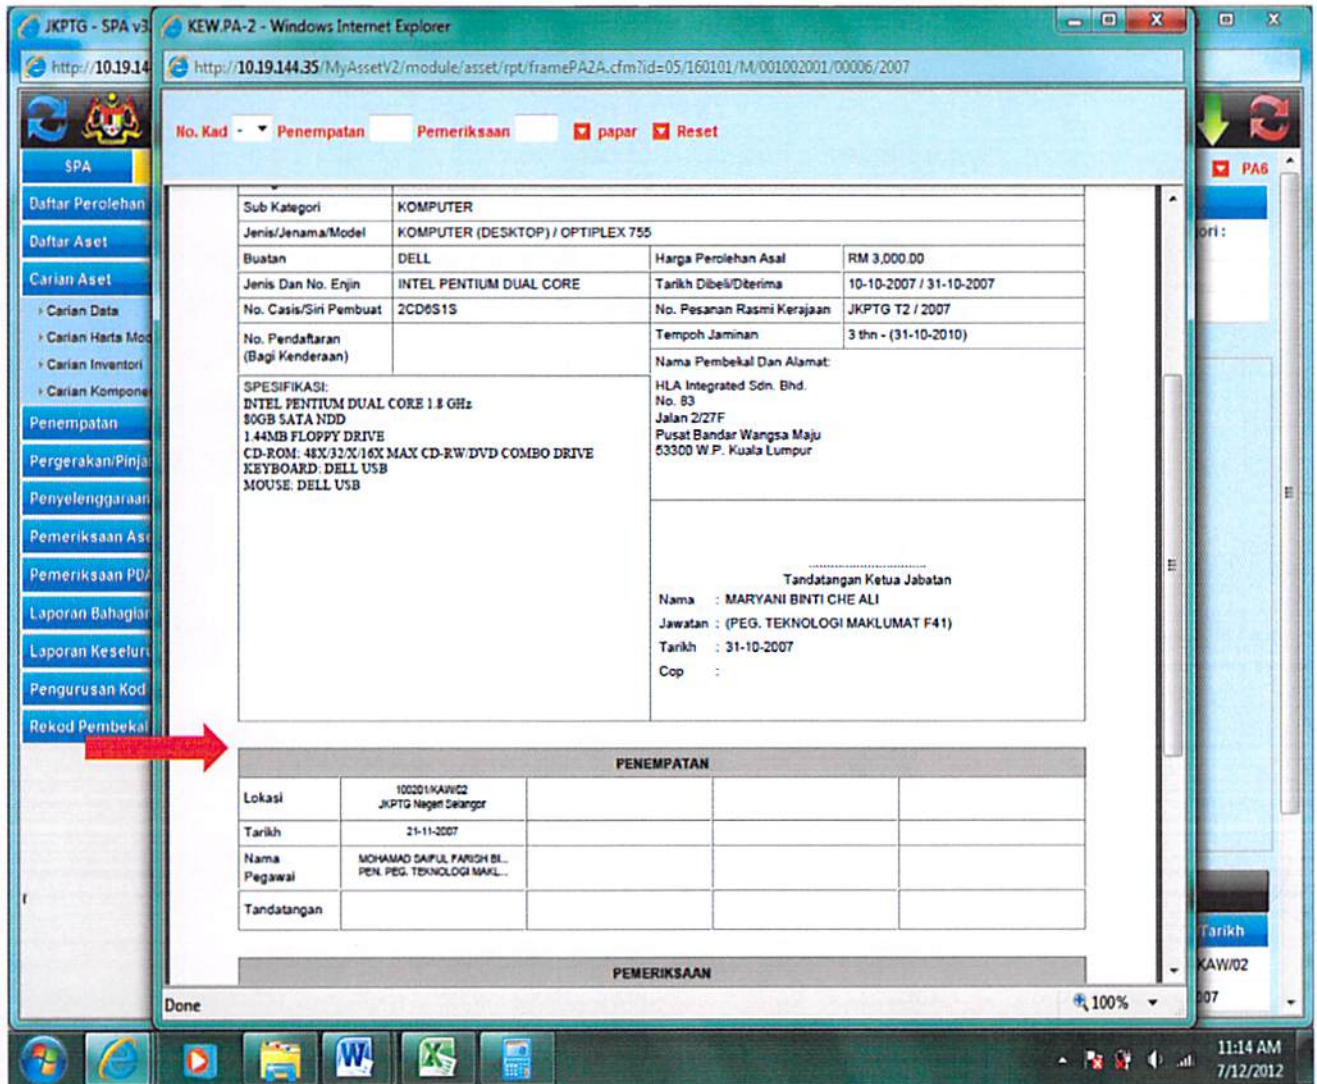 JKPTG - SPA v3
KEW.PA-2 - Windows Internet Explorer
http://10.19.14
http://10.19.144.35/MyAssetV2/module/asset/rpt/framePA2A.cfm?id=05/160101/M/001002001/00006/2007
No. Kad - Penempatan Pemeriksaan papar Reset
SPA
PA6
Daftar Perolehan
Daftar Aset
Carian Aset
Carian Data
Carian Harta Mod
Carian Inventori
Carian Kompone
Penempatan
Pergerakan/Pinja
Penyelenggaraan
Pemeriksaan Ase
Pemeriksaan PDA
Laporan Bahagian
Laporan Keseluru
Pengurusan Kod
Rekod Pembekal
Sub Kategori KOMPUTER
Jenis/Jenama/Model KOMPUTER (DESKTOP) / OPTIPLEX 755
Buatan DELL Harga Perolehan Asal RM 3,000.00
Jenis Dan No. Enjin INTEL PENTIUM DUAL CORE Tarikh Dibeli/Diterima 10-10-2007 / 31-10-2007
No. Casis/Siri Pembuat 2CD6S1S No. Pesanan Rasmi Kerajaan JKPTG T2 / 2007
No. Pendaftaran
(Bagi Kenderaan)
Tempoh Jaminan 3 thn - (31-10-2010)
Nama Pembekal Dan Alamat:
HLA Integrated Sdn. Bhd.
No. 83
Jalan 2/27F
Pusat Bandar Wangsa Maju
53300 W.P. Kuala Lumpur
SPESIFIKASI:
INTEL PENTIUM DUAL CORE 1.8 GHz
80GB SATA NDD
1.44MB FLOPPY DRIVE
CD-ROM: 48X/32/X/16X MAX CD-RW/DVD COMBO DRIVE
KEYBOARD: DELL USB
MOUSE: DELL USB
Tandatangan Ketua Jabatan
Nama : MARYANI BINTI CHE ALI
Jawatan : (PEG. TEKNOLOGI MAKLUMAT F41)
Tarikh : 31-10-2007
Cop :
PENEMPATAN
Lokasi 100201/KAW/02
JKPTG Negeri Selangor
Tarikh 21-11-2007
Nama
Pegawai
MOHAMAD SAIFUL FARISH BI...
PEN. PEG. TEKNOLOGI MAKL...
Tandatangan
PEMERIKSAAN
ori :
Tarikh
KAW/02
007
Done
100%
11:14 AM
7/12/2012